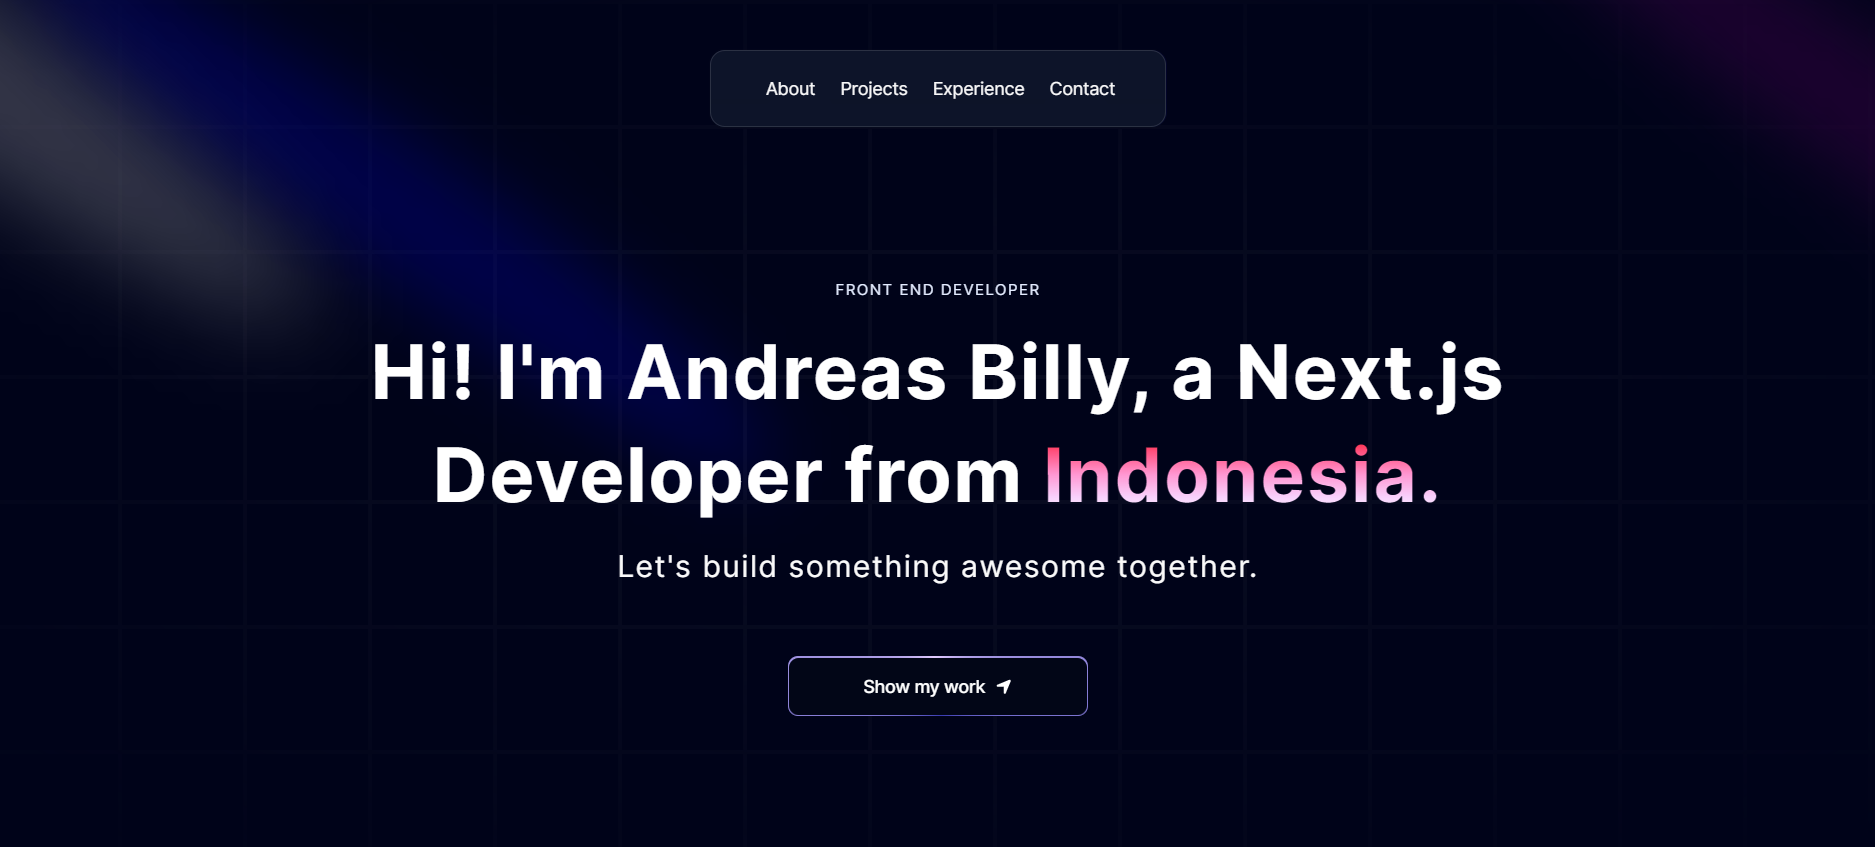 About Projects Experience Contact
FRONT END DEVELOPER
Hi! I'm Andreas Billy, a Next.js
Developer from Indonesia.
Let's build something awesome together.
Show my work